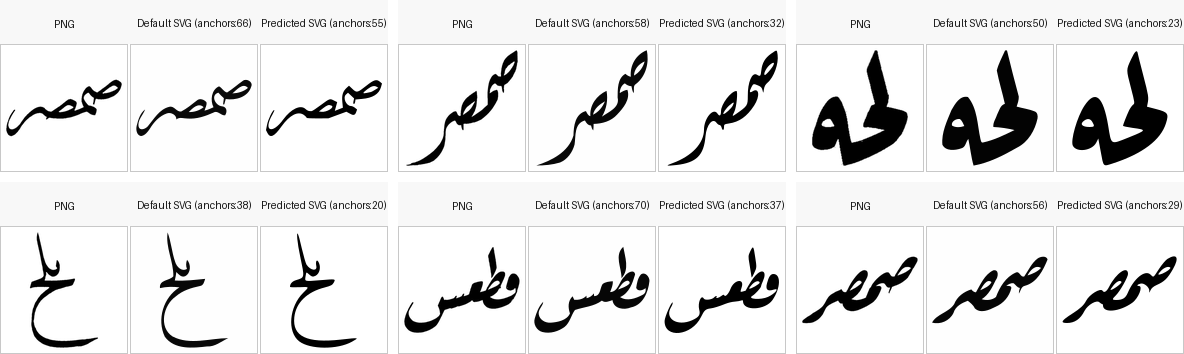 PNG Default SVG (anchors:66) Predicted SVG (anchors:55) PNG Default SVG (anchors:58) Predicted SVG (anchors:32) PNG Default SVG (anchors:50) Predicted SVG (anchors:23)
صمصر صمصر صمصر صمصر صمصر صمصر لحه لحه لحه
PNG Default SVG (anchors:38) Predicted SVG (anchors:20) PNG Default SVG (anchors:70) Predicted SVG (anchors:37) PNG Default SVG (anchors:56) Predicted SVG (anchors:29)
صمصر صمصر صمصر